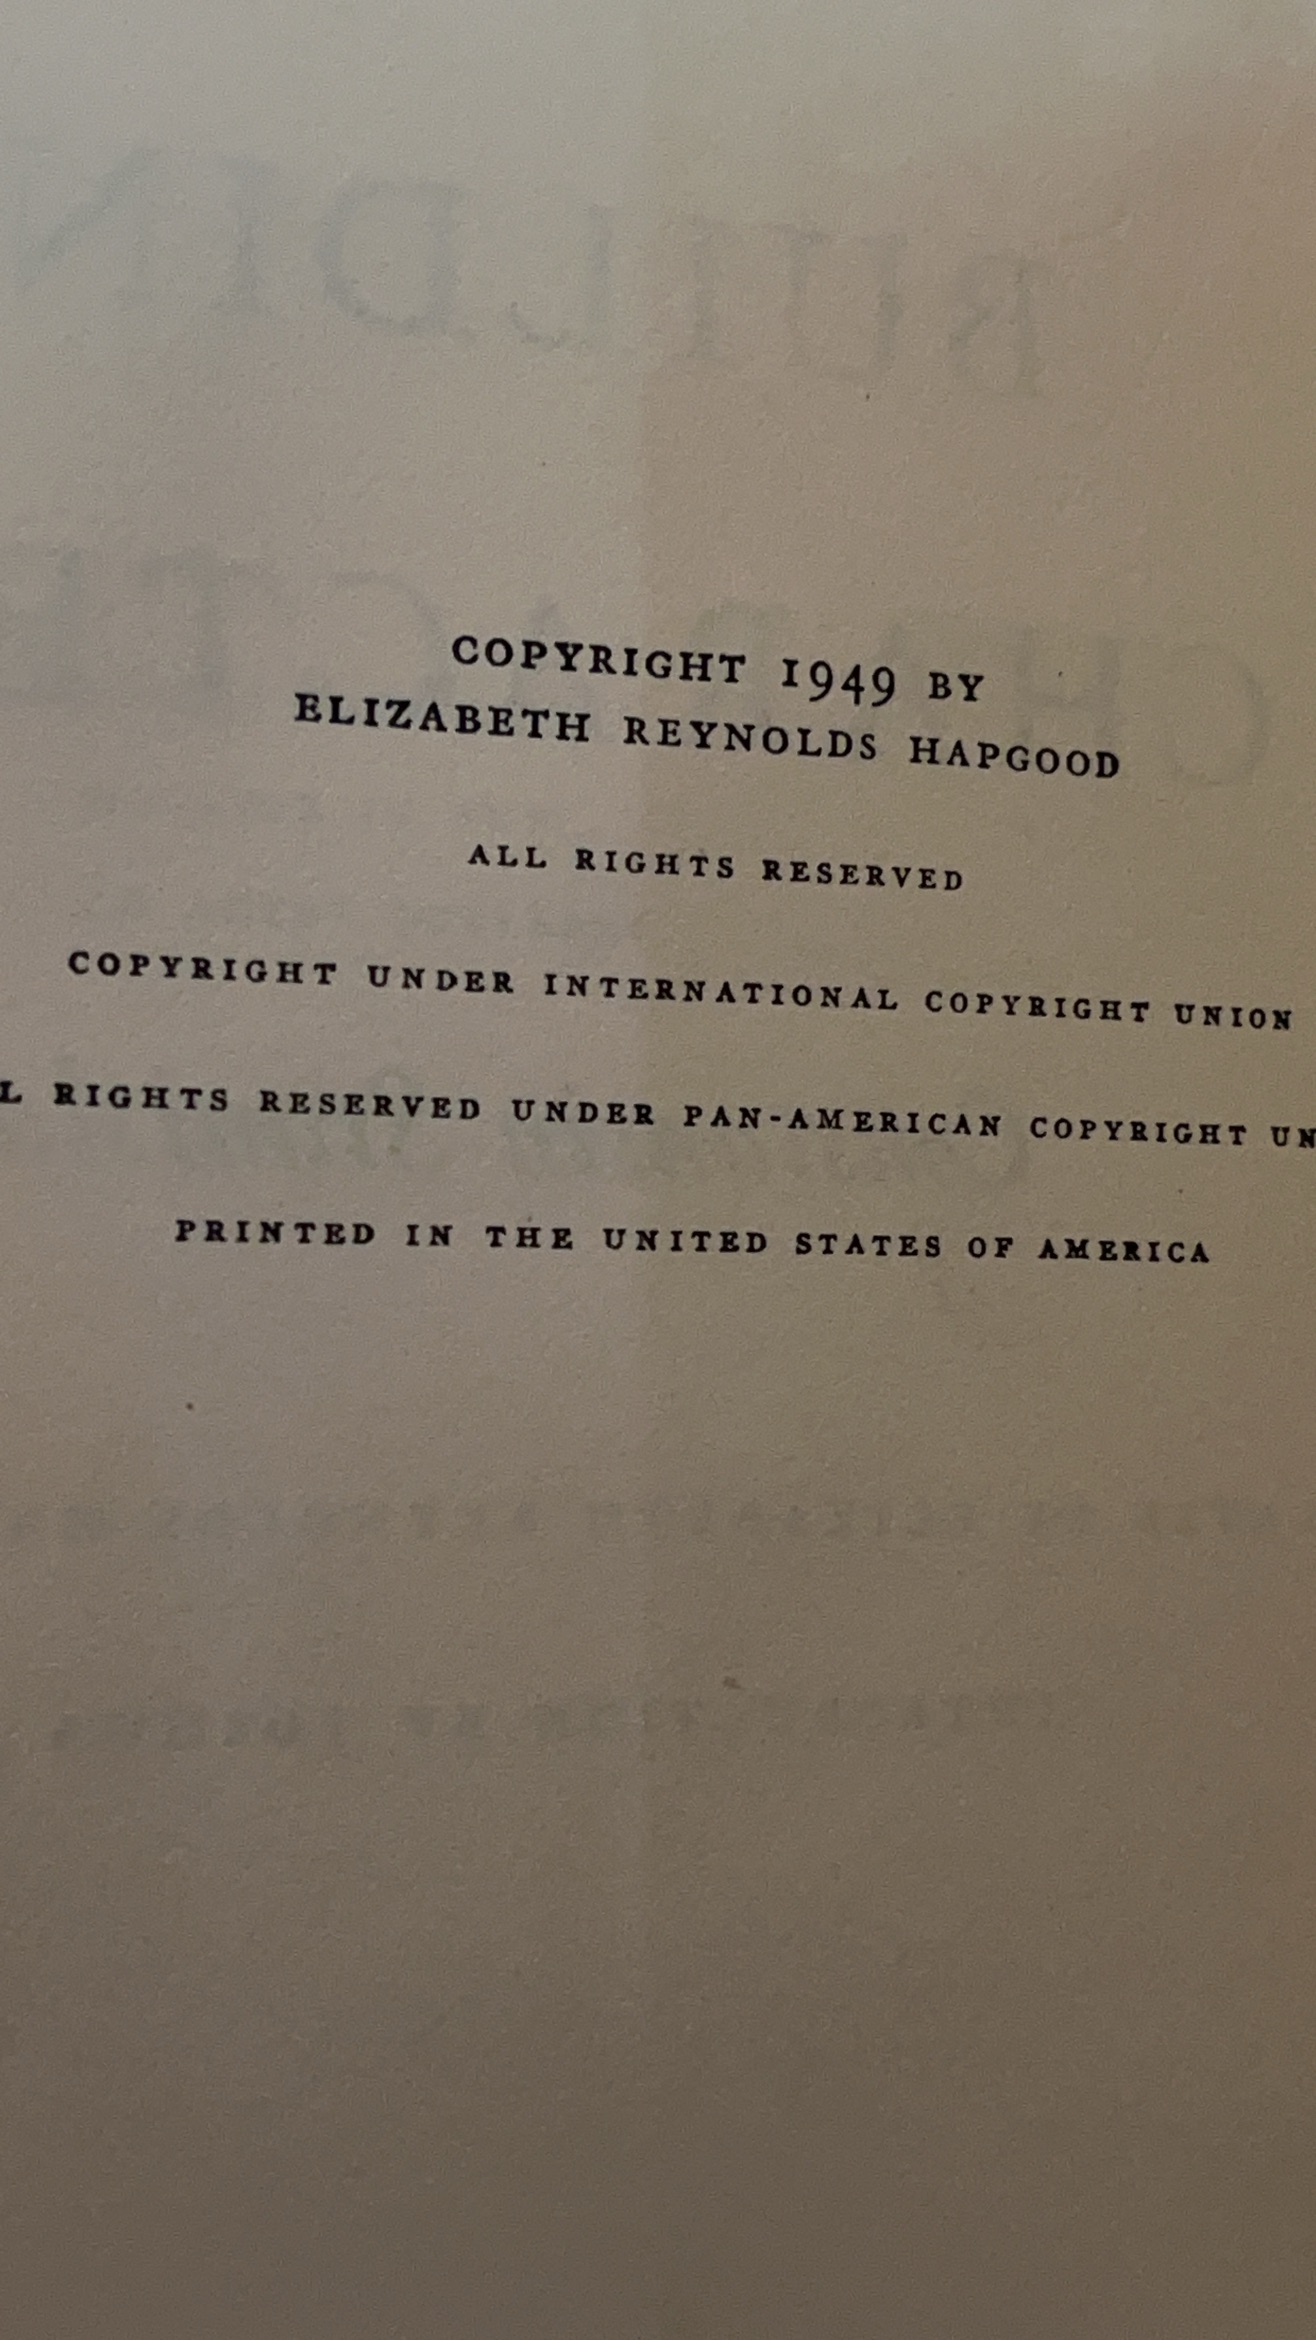 COPYRIGHT 1949 BY
ELIZABETH REYNOLDS HAPGOOD
ALL RIGHTS RESERVED
COPYRIGHT UNDER INTERNATIONAL COPYRIGHT UNION
L RIGHTS RESERVED UNDER PAN-AMERICAN COPYRIGHT UN
PRINTED IN THE UNITED STATES OF AMERICA